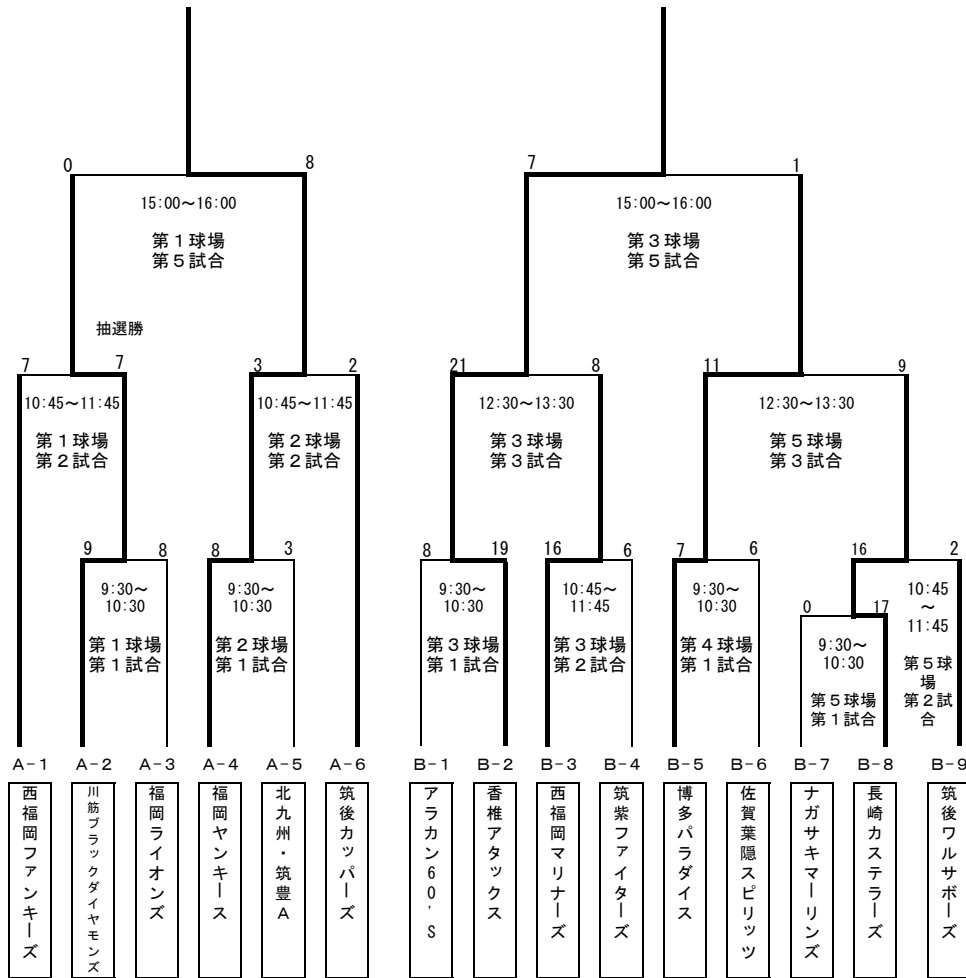 0 8 7 1
15:00～16:00 15:00～16:00
第１球場 第３球場
第５試合 第５試合
抽選勝
7 7 3 2 21 8 11 9
10:45～11:45 10:45～11:45 12:30～13:30 12:30～13:30
第１球場 第２球場 第３球場 第５球場
第２試合 第２試合 第３試合 第３試合
9 8 8 3 8 19 16 6 7 6 16 2
9:30～
10:30
第１球場
第１試合
9:30～
10:30
第２球場
第１試合
9:30～
10:30
第３球場
第１試合
10:45～
11:45
第３球場
第２試合
9:30～
10:30
第４球場
第１試合
0 17
9:30～
10:30
第５球場
第１試合
10:45
～
11:45
第５球
場
第２試
合
A-1 A-2 A-3 A-4 A-5 A-6 B-1 B-2 B-3 B-4 B-5 B-6 B-7 B-8 B-9
西福岡ファンキーズ
川筋ブラックダイヤモンズ
福岡ライオンズ
福岡ヤンキース
北九州・筑豊Ａ
筑後カッパーズ
アラカン６０’Ｓ
香椎アタックス
西福岡マリナーズ
筑紫ファイターズ
博多パラダイス
佐賀葉隠スピリッツ
ナガサキマーリンズ
長崎カステラーズ
筑後ワルサボーズ